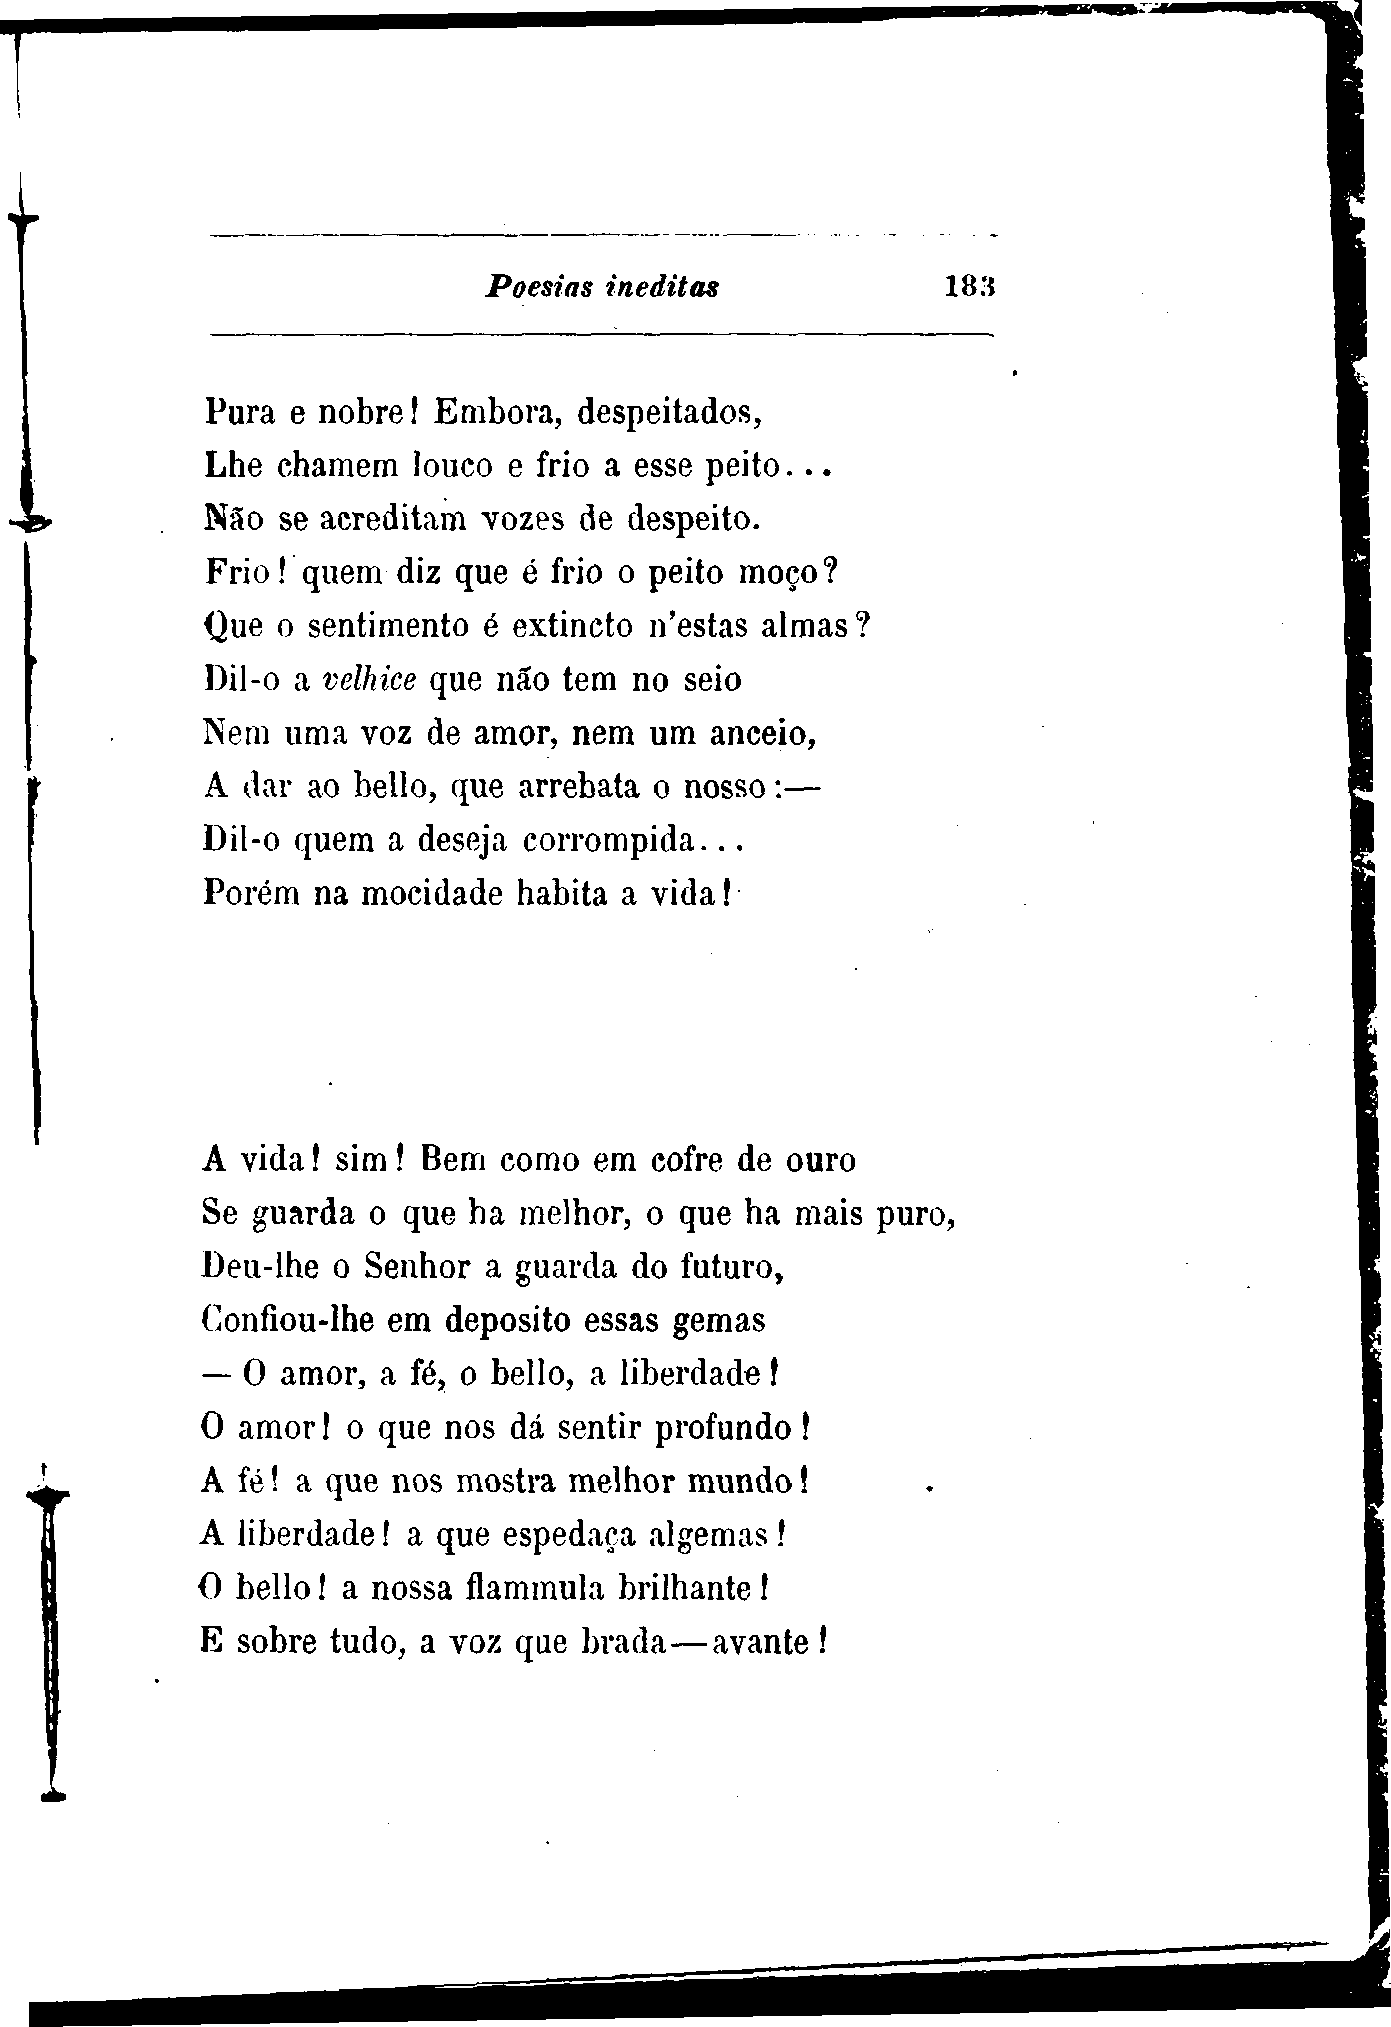 Poesias ineditas 183
Pura e nobre! Embora, despeitados,
Lhe chamem louco e frio a esse peito...
Não se acreditam vozes de despeito.
Frio! quem diz que é frio o peito moço?
Que o sentimento é extincto n'estas almas?
Dil-o a velhice que não tem no seio
Nem uma voz de amor, nem um anceio,
A dar ao bello, que arrebata o nosso:—
Dil-o quem a deseja corrompida...
Porém na mocidade habita a vida!
A vida! sim! Bem como em cofre de ouro
Se guarda o que ha melhor, o que ha mais puro,
Deu-lhe o Senhor a guarda do futuro,
Confiou-lhe em deposito essas gemas
— O amor, a fé, o bello, a liberdade!
O amor! o que nos dá sentir profundo!
A fé! a que nos mostra melhor mundo!
A liberdade! a que espedaça algemas!
O bello! a nossa flammula brilhante!
E sobre tudo, a voz que brada—avante!